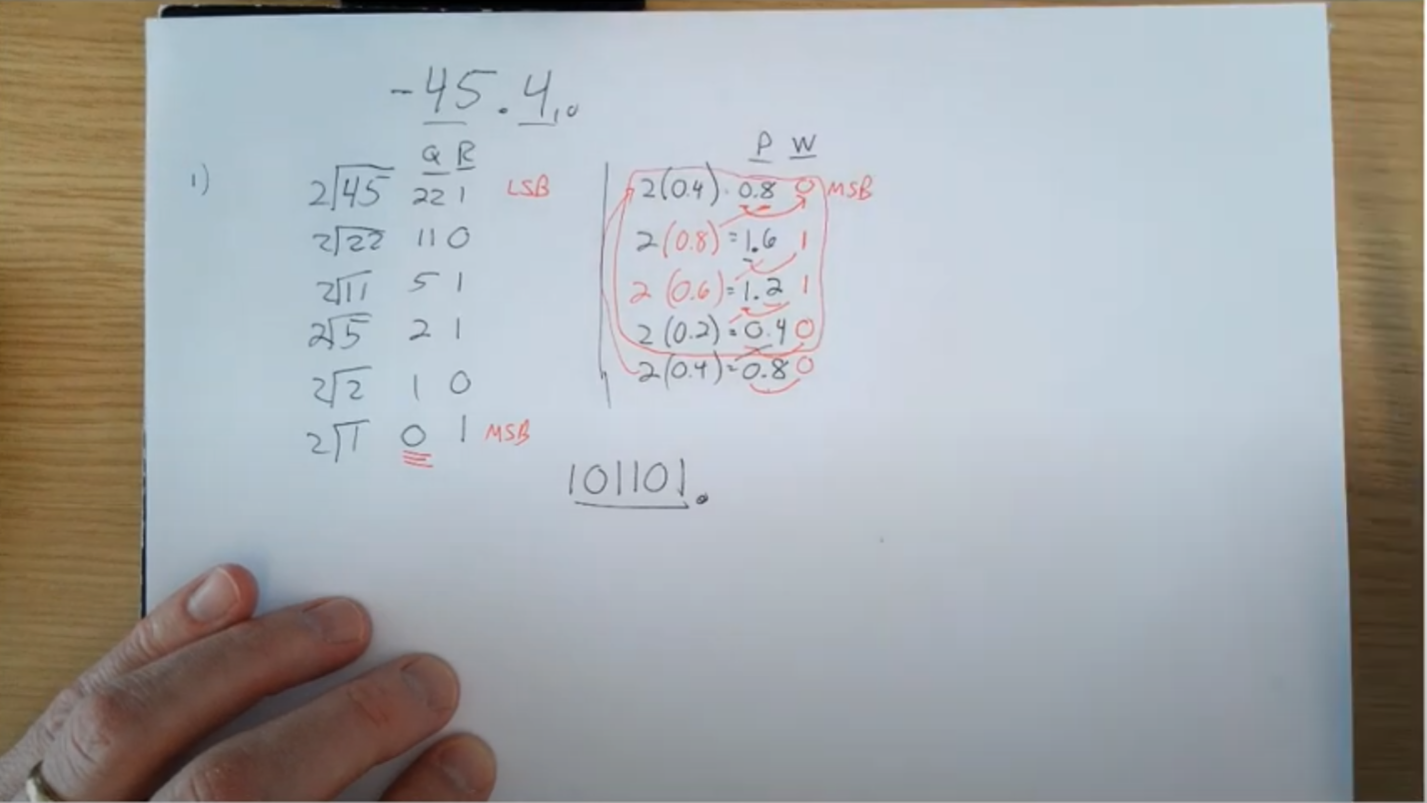 -45.4₁₀
Q R
1) 2√45 22 1 LSB
2√22 11 0
2√11 5 1
2√5 2 1
2√2 1 0
2√1 0 1 MSB
P W
2(0.4) · 0.8 0 MSB
2(0.8)=1.6 1
2(0.6)=1.2 1
2(0.2)=0.4 0
2(0.4)=0.8 0
101101.